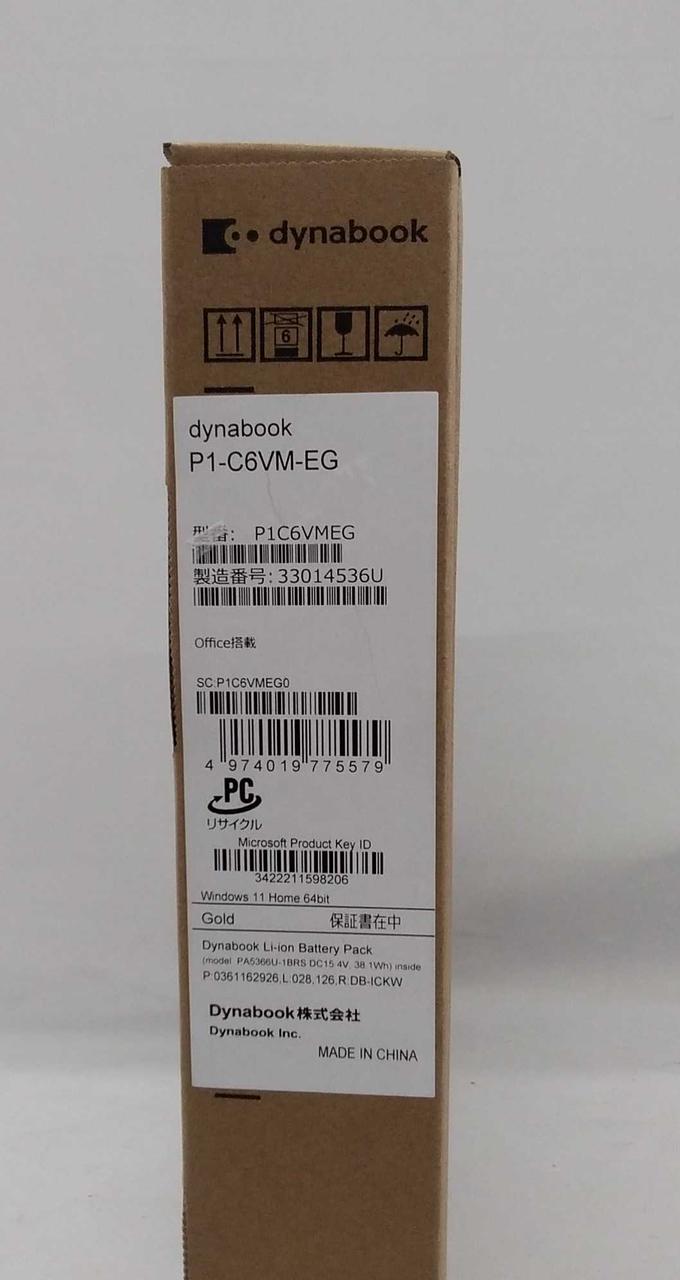 dynabook
6
dynabook
P1-C6VM-EG
型番: P1C6VMEG
製造番号: 33014536U
Office搭載
SC:P1C6VMEG0
4 974019 775579
PC
リサイクル
Microsoft Product Key ID
3422211598206
Windows 11 Home 64bit
Gold 保証書在中
Dynabook Li-ion Battery Pack
(model PA5366U-1BRS DC15.4V, 38.1Wh) inside
P:0361162926,L:028,126,R:DB-ICKW
Dynabook株式会社
Dynabook Inc.
MADE IN CHINA